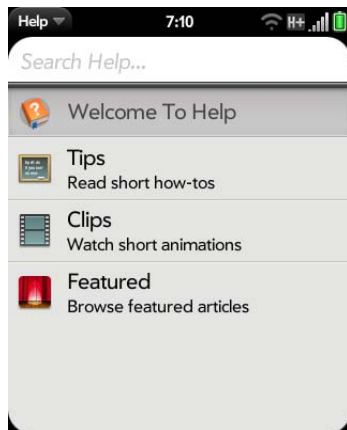 Help
7:10
H+
Search Help...
Welcome To Help
Tips
Read short how-tos
Clips
Watch short animations
Featured
Browse featured articles